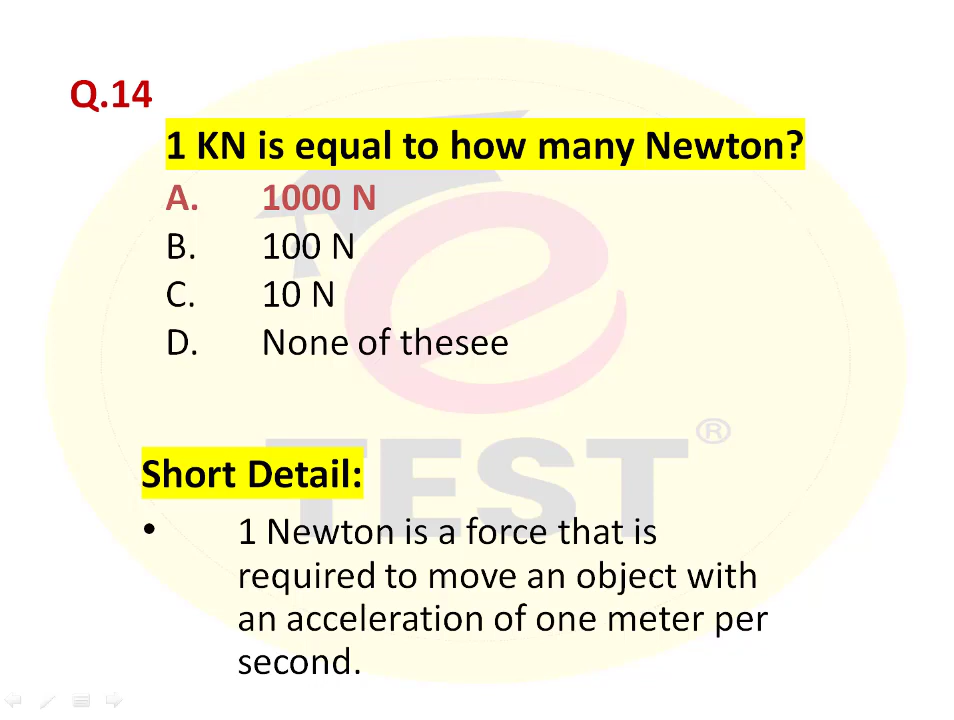 Q.14
1 KN is equal to how many Newton?
A. 1000 N
B. 100 N
C. 10 N
D. None of thesee
e
TEST®
Short Detail:
• 1 Newton is a force that is
required to move an object with
an acceleration of one meter per
second.